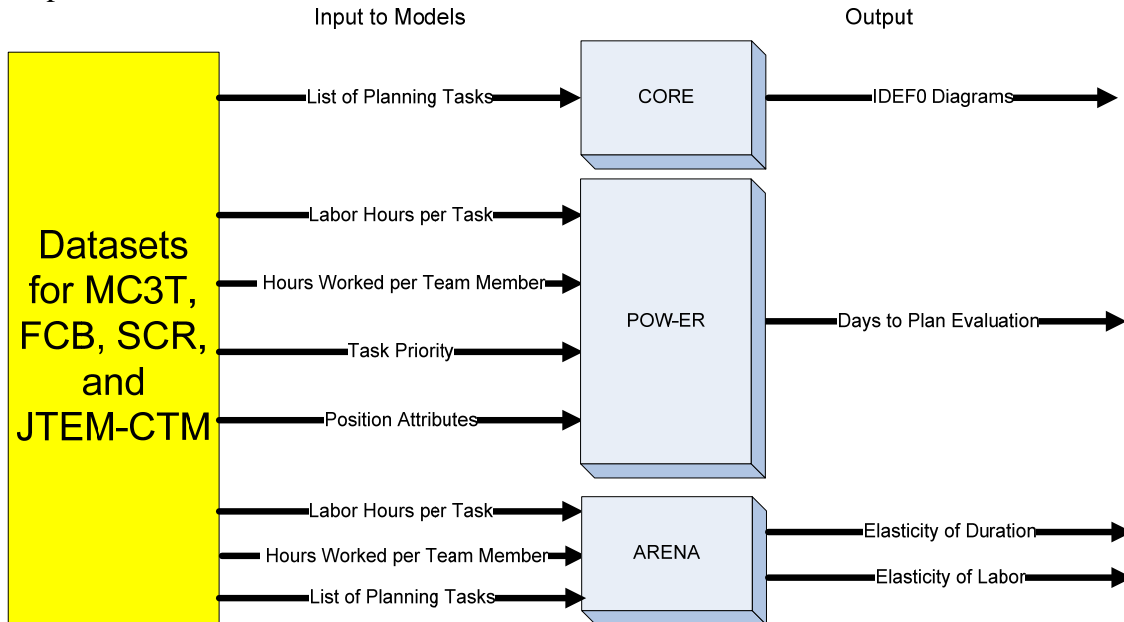 Input to Models
Output
Datasets
for MC3T,
FCB, SCR,
and
JTEM-CTM
List of Planning Tasks
CORE
IDEF0 Diagrams
Labor Hours per Task
Hours Worked per Team Member
Task Priority
Position Attributes
POW-ER
Days to Plan Evaluation
Labor Hours per Task
Hours Worked per Team Member
List of Planning Tasks
ARENA
Elasticity of Duration
Elasticity of Labor